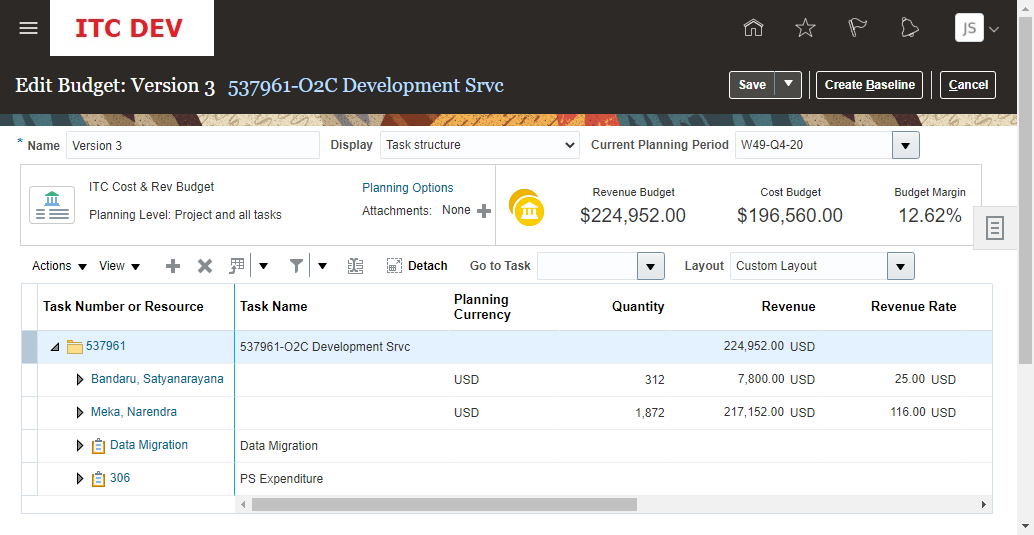 ITC DEV
JS
Edit Budget: Version 3 537961-O2C Development Srvc
Save
Create Baseline
Cancel
* Name Version 3 Display Task structure Current Planning Period W49-Q4-20
ITC Cost & Rev Budget
Planning Level: Project and all tasks
Planning Options
Attachments: None
Revenue Budget
$224,952.00
Cost Budget
$196,560.00
Budget Margin
12.62%
Actions View Detach Go to Task Layout Custom Layout
Task Number or Resource Task Name Planning Currency Quantity Revenue Revenue Rate
537961 537961-O2C Development Srvc 224,952.00 USD
Bandaru, Satyanarayana USD 312 7,800.00 USD 25.00 USD
Meka, Narendra USD 1,872 217,152.00 USD 116.00 USD
Data Migration Data Migration
306 PS Expenditure